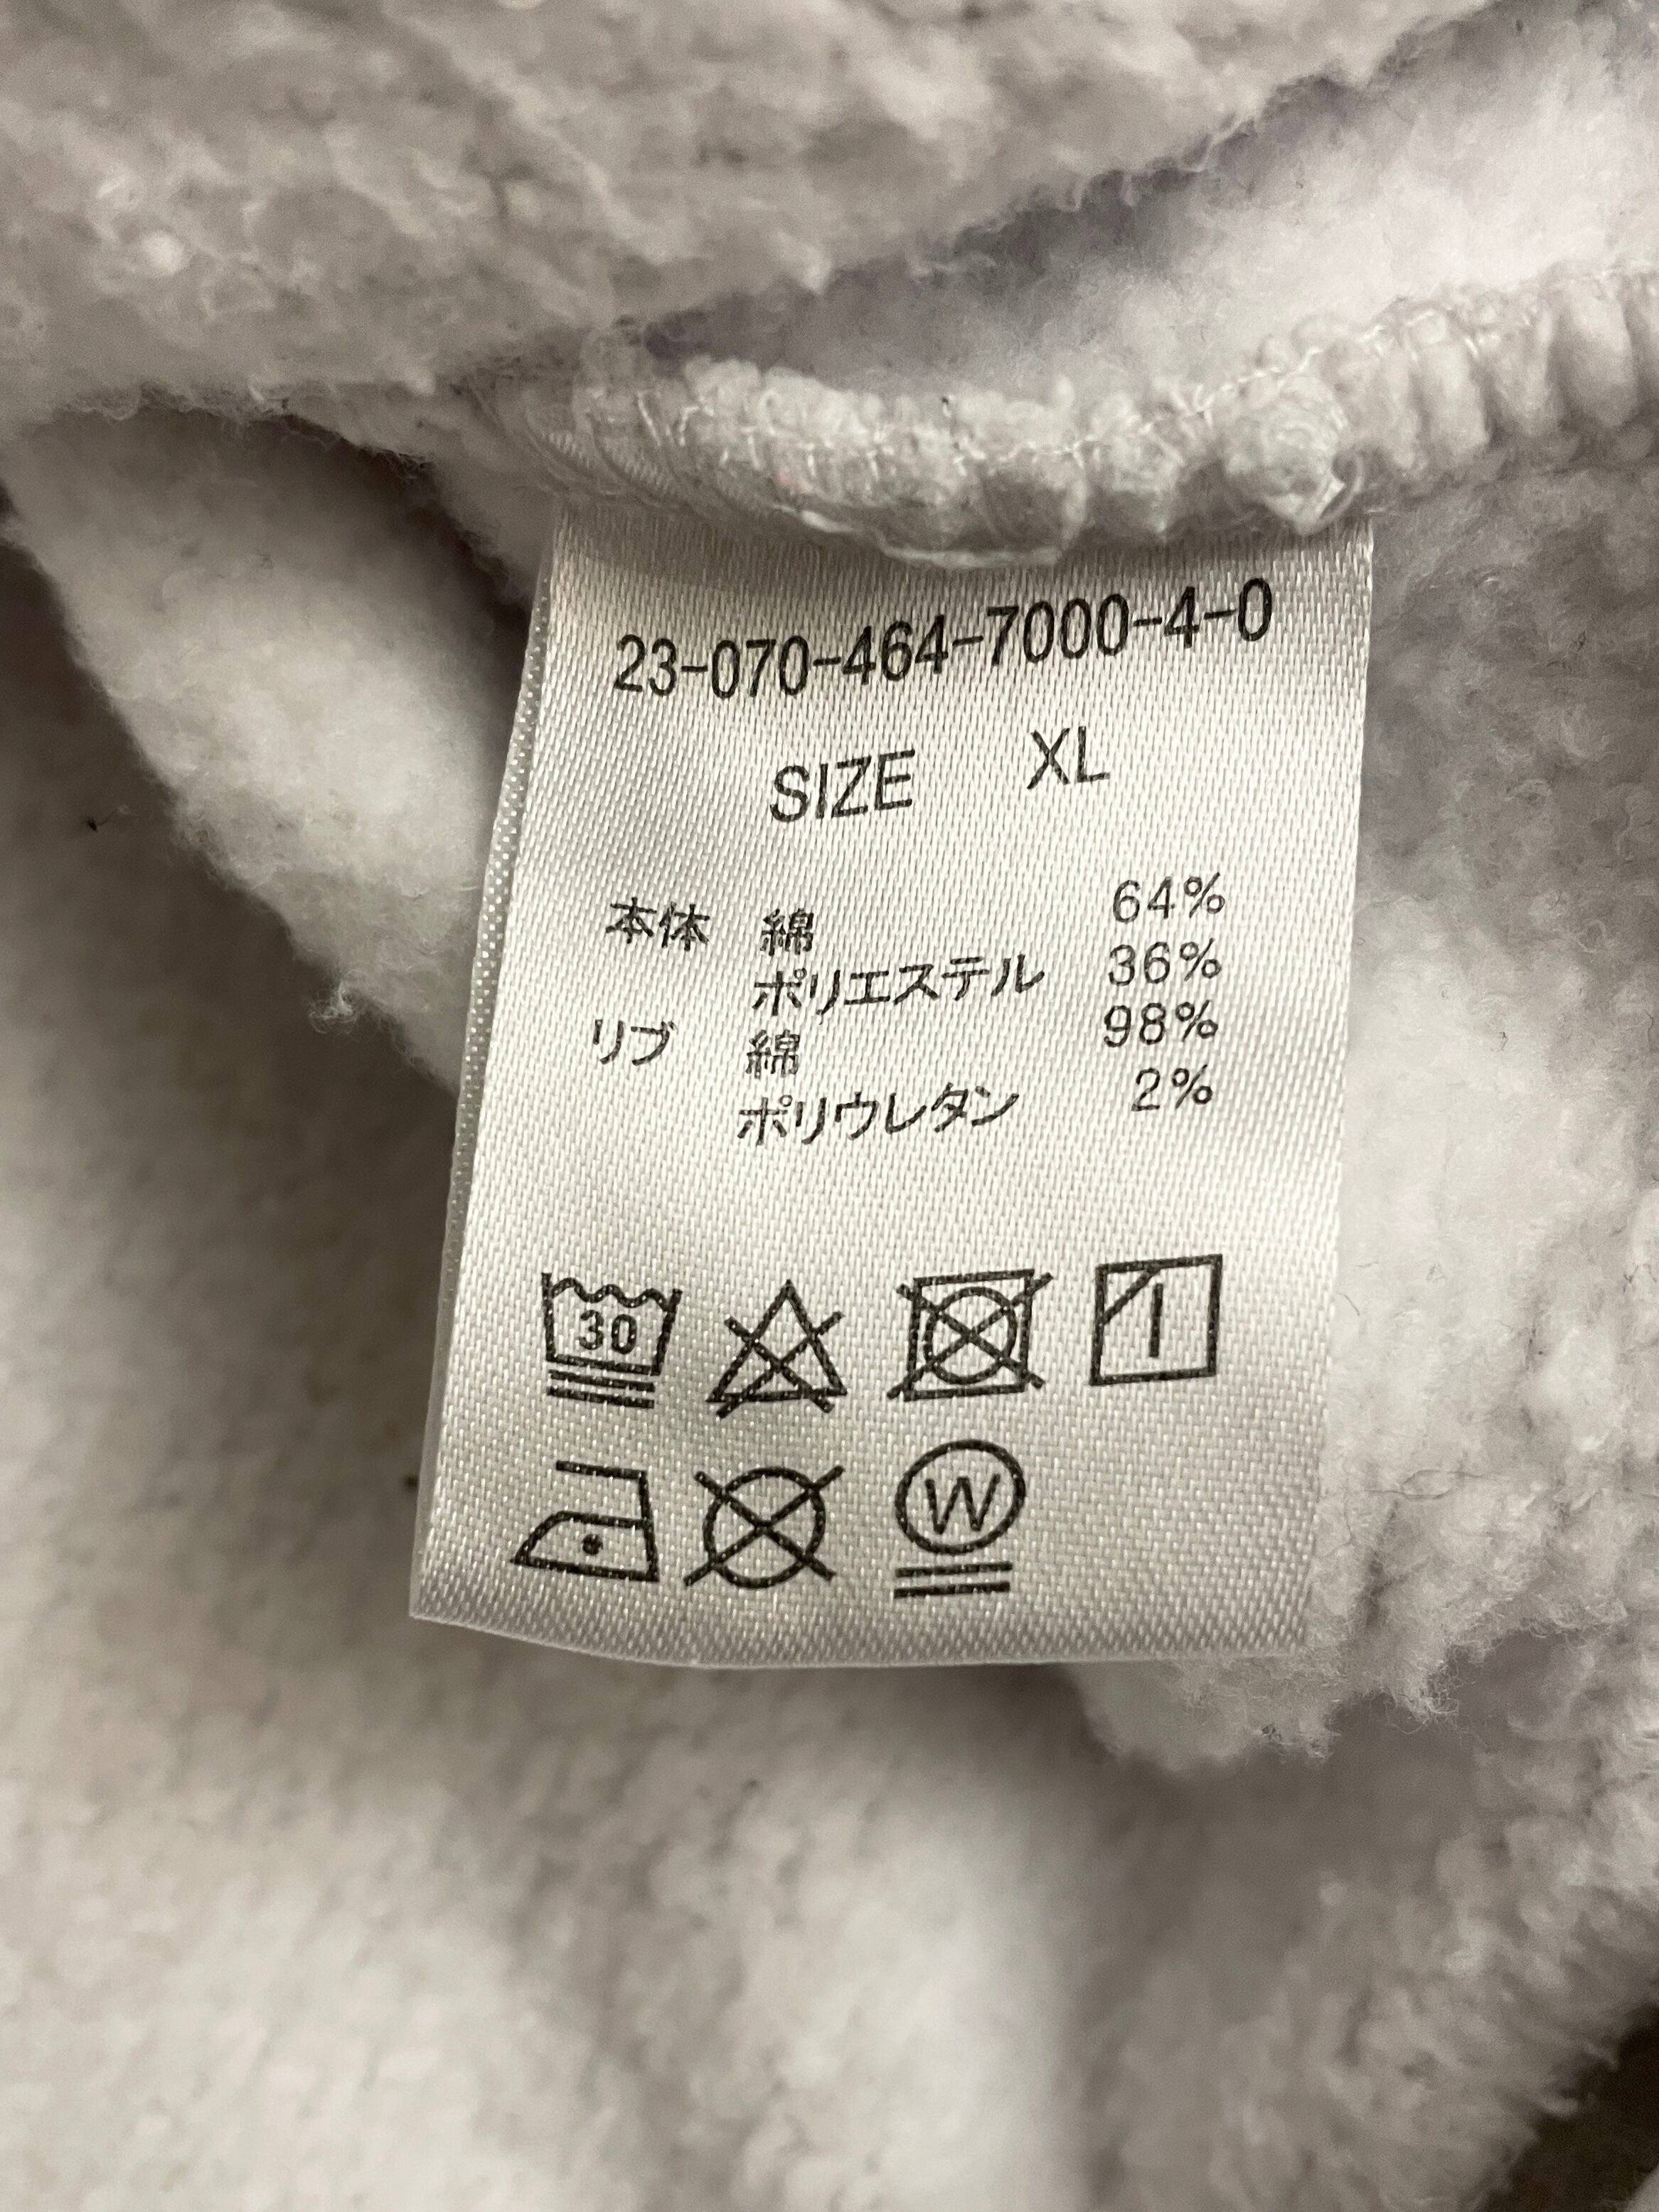 23-070-464-7000-4-0
SIZE XL
本体 綿 64%
ポリエステル 36%
リブ 綿 98%
ポリウレタン 2%
30
W